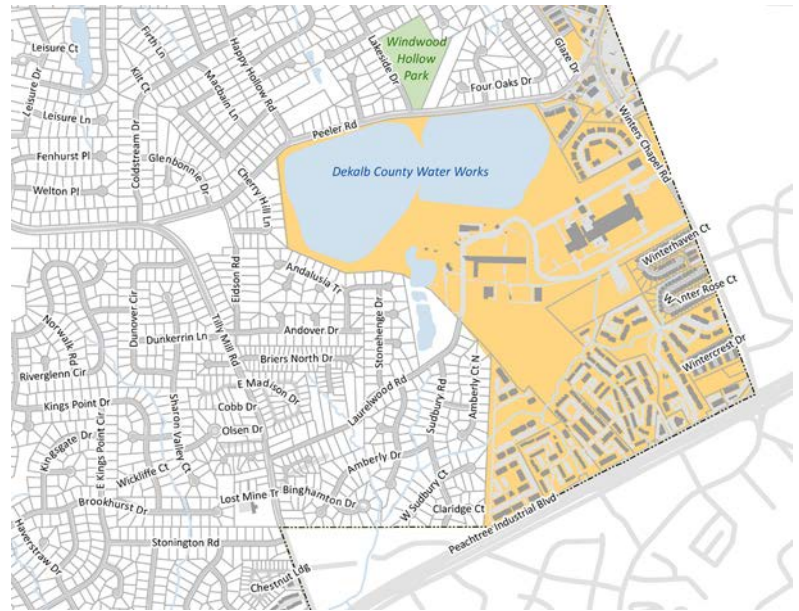 Leisure Ct
Firth Ln
Happy Hollow Rd
Lakeside Dr
Windwood
Hollow
Park
Glaze Dr
Leisure Dr
Kilt Ct
Macbain Ln
Four Oaks Dr
Winters Chapel Rd
Leisure Ln
Peeler Rd
Coldstream Dr
Fenhurst Pl
Glenbonnie Dr
Cherry Hill Ln
Dekalb County Water Works
Welton Pl
Winterhaven Ct
Eidson Rd
Andalusia Tr
Winter Rose Ct
Norwalk Rd
Dunover Cir
Tilly Mill Rd
Stonehenge Dr
Dunkerrin Ln
Andover Dr
Briers North Dr
Wintercrest Dr
Riverglenn Cir
Laurelwood Rd
Sudbury Rd
Amberly Ct N
E Madison Dr
Kings Point Dr
Sharon Valley Ct
Cobb Dr
E Kings Point Cir
Olsen Dr
Kingsgate Dr
Wickliffe Ct
Amberly Dr
W Sudbury Ct
Lost Mine Tr
Binghamton Dr
Brookhurst Dr
Claridge Ct
Peachtree Industrial Blvd
Haverstraw Dr
Stonington Rd
Chestnut Ldg